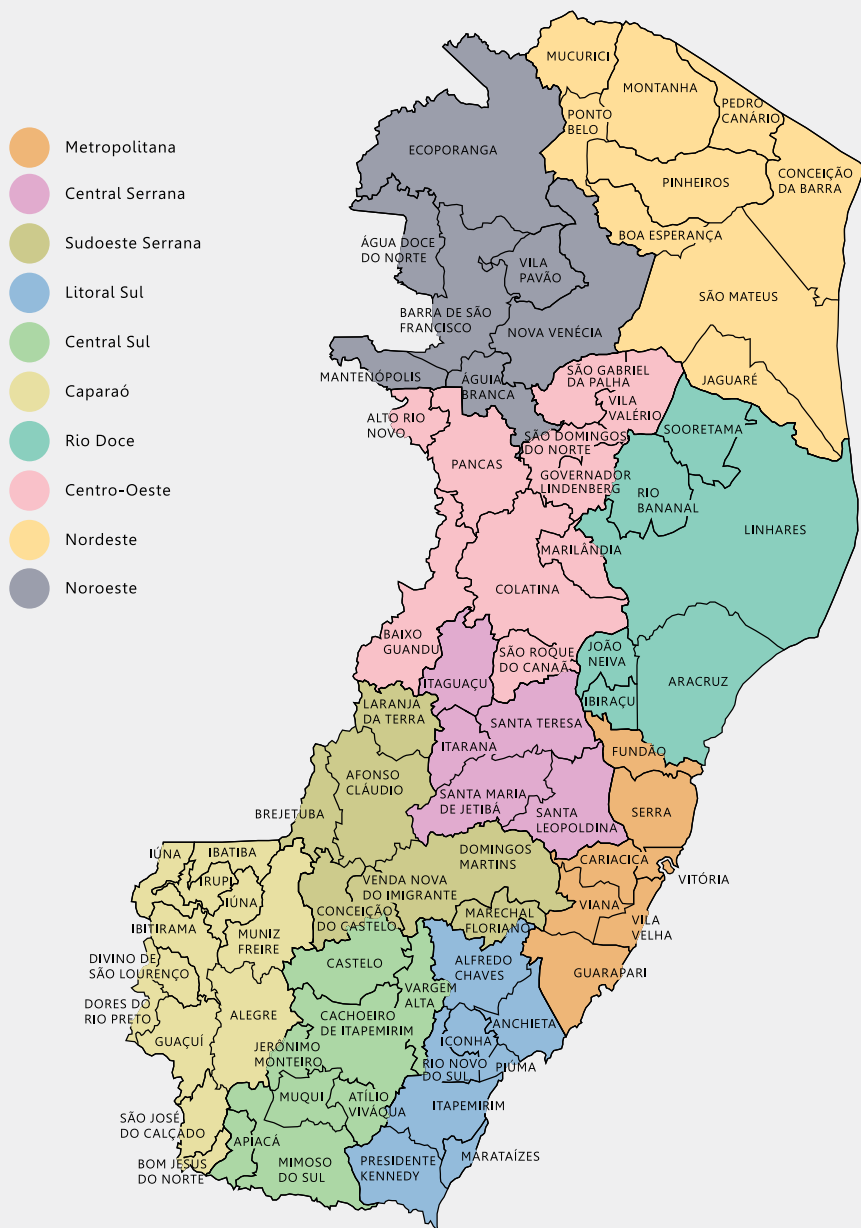 Metropolitana
Central Serrana
Sudoeste Serrana
Litoral Sul
Central Sul
Caparaó
Rio Doce
Centro-Oeste
Nordeste
Noroeste
MUCURICI
MONTANHA
PEDRO
CANÁRIO
PONTO
BELO
ECOPORANGA
CONCEIÇÃO
DA BARRA
PINHEIROS
BOA ESPERANÇA
ÁGUA DOCE
DO NORTE
VILA
PAVÃO
SÃO MATEUS
BARRA DE SÃO
FRANCISCO
NOVA VENÉCIA
MANTENÓPOLIS
ÁGUIA
BRANCA
SÃO GABRIEL
DA PALHA
JAGUARÉ
VILA
VALÉRIO
ALTO RIO
NOVO
SOORETAMA
SÃO DOMINGOS
DO NORTE
PANCAS
GOVERNADOR
LINDENBERG
RIO
BANANAL
LINHARES
MARILÂNDIA
COLATINA
BAIXO
GUANDU
SÃO ROQUE
DO CANAÃ
JOÃO
NEIVA
ITAGUAÇU
ARACRUZ
IBIRAÇU
LARANJA
DA TERRA
SANTA TERESA
ITARANA
FUNDÃO
AFONSO
CLÁUDIO
SANTA MARIA
DE JETIBÁ
SANTA
LEOPOLDINA
SERRA
BREJETUBA
DOMINGOS
MARTINS
CARIACICA
VITÓRIA
IÚNA
IBATIBA
IRUPI
IÚNA
VENDA NOVA
DO IMIGRANTE
VIANA
CONCEIÇÃO
DO CASTELO
MARECHAL
FLORIANO
VILA
VELHA
IBITIRAMA
MUNIZ
FREIRE
DIVINO DE
SÃO LOURENÇO
CASTELO
ALFREDO
CHAVES
GUARAPARI
VARGEM
ALTA
DORES DO
RIO PRETO
ALEGRE
CACHOEIRO
DE ITAPEMIRIM
ANCHIETA
GUAÇUÍ
JERÔNIMO
MONTEIRO
ICONHA
RIO NOVO
DO SUL
PIÚMA
MUQUI
ATÍLIO
VIVÁQUA
ITAPEMIRIM
SÃO JOSÉ
DO CALÇADO
APIACÁ
MARATAÍZES
BOM JESUS
DO NORTE
MIMOSO
DO SUL
PRESIDENTE
KENNEDY